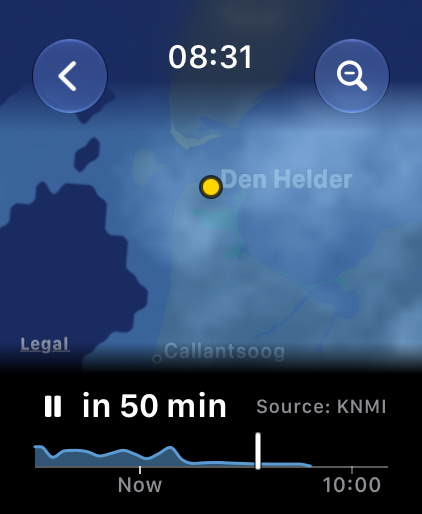 08:31
Den Helder
Legal
Callantsoog
in 50 min
Source: KNMI
Now
10:00